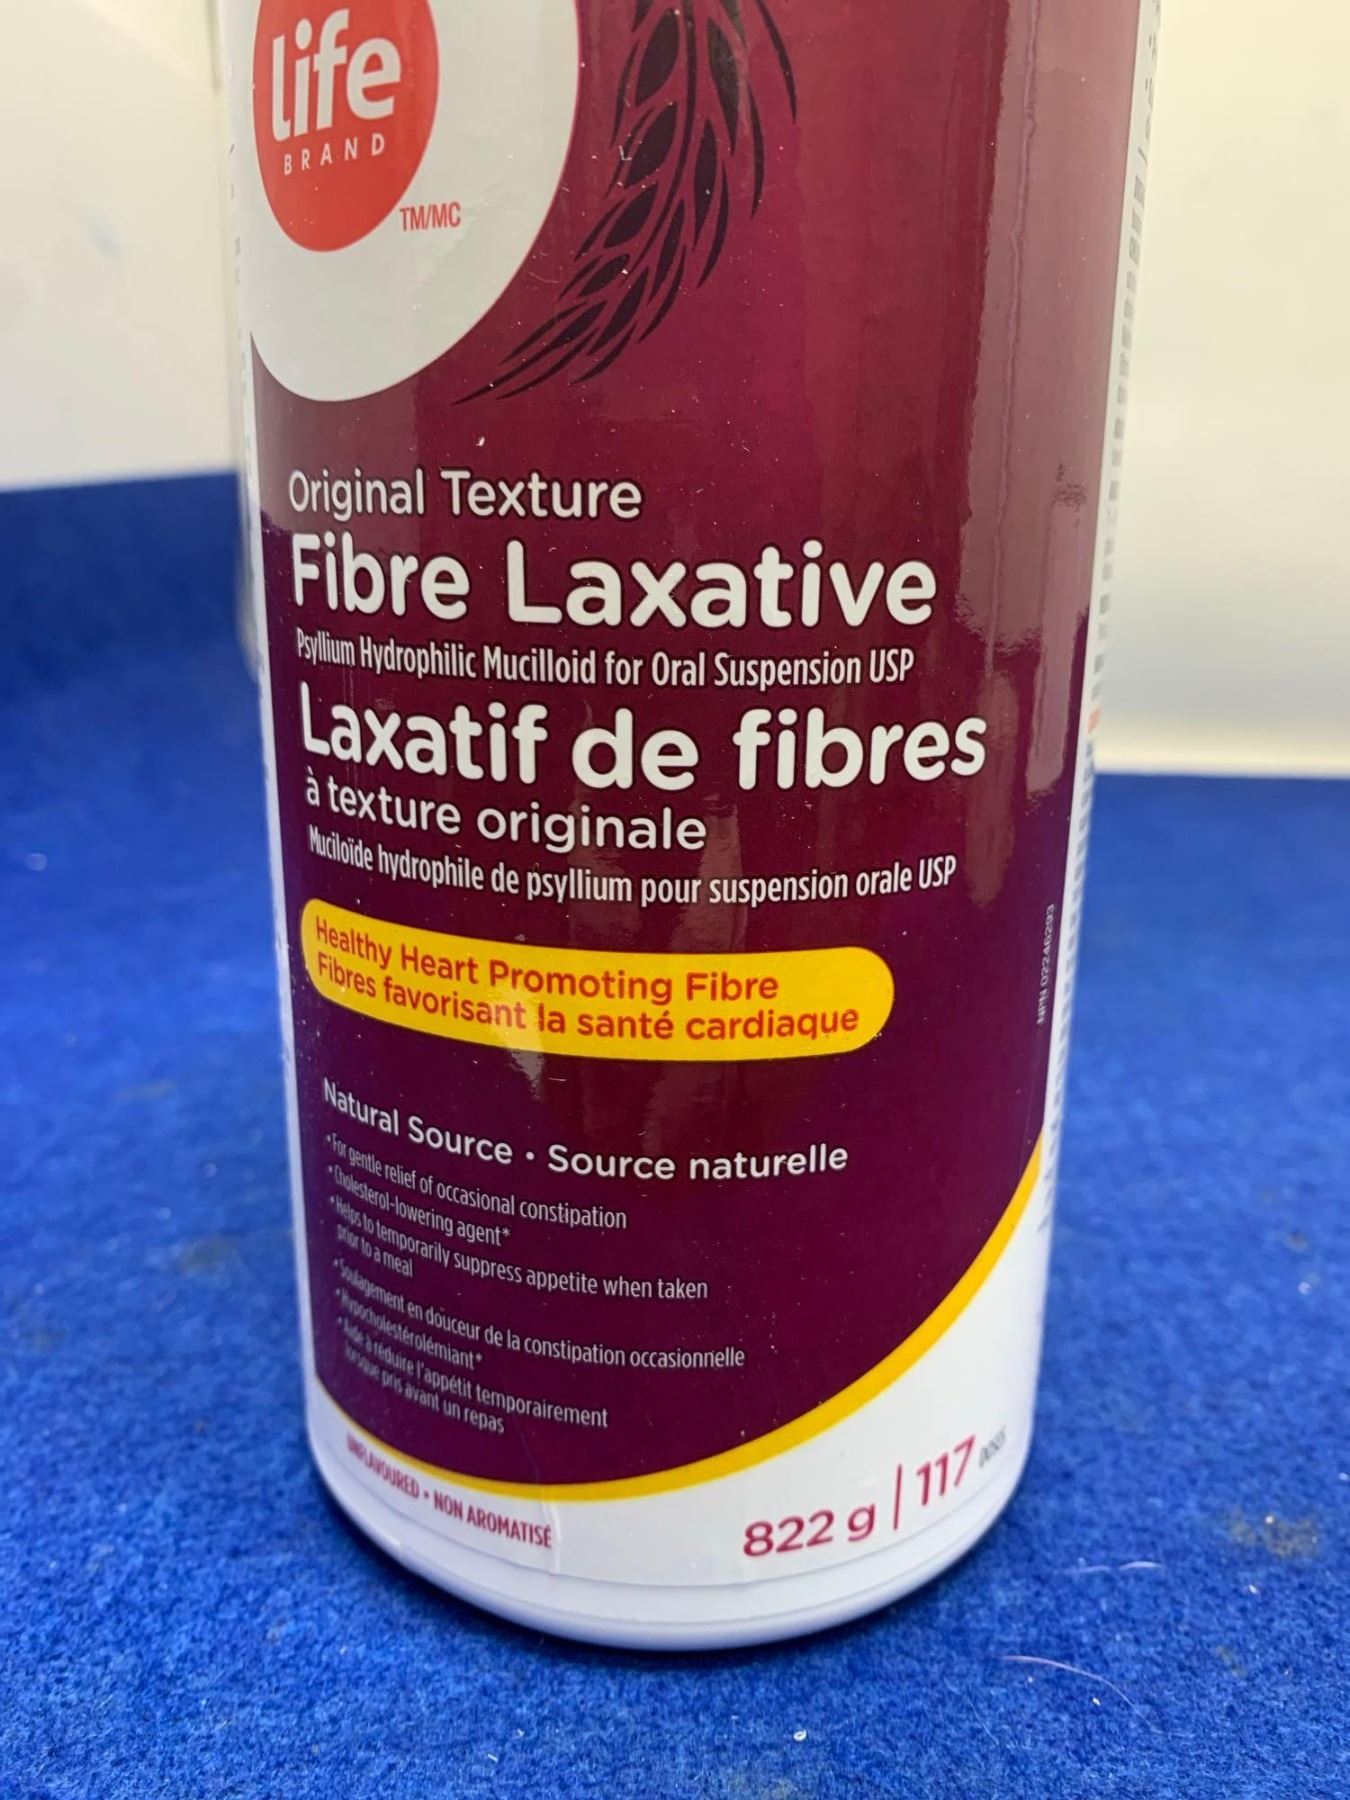 life
BRAND
TM/MC
Original Texture
Fibre Laxative
Psyllium Hydrophilic Mucilloid for Oral Suspension USP
Laxatif de fibres
à texture originale
Muciloïde hydrophile de psyllium pour suspension orale USP
Healthy Heart Promoting Fibre
Fibres favorisant la santé cardiaque
NPN 02246293
Natural Source • Source naturelle
• For gentle relief of occasional constipation
• Cholesterol-lowering agent*
• Helps to temporarily suppress appetite when taken
prior to a meal
• Soulagement en douceur de la constipation occasionnelle
• Hypocholestérolémiant*
• Aide à réduire l'appétit temporairement
lorsque pris avant un repas
UNFLAVOURED • NON AROMATISÉ
822 g | 117 DOSES